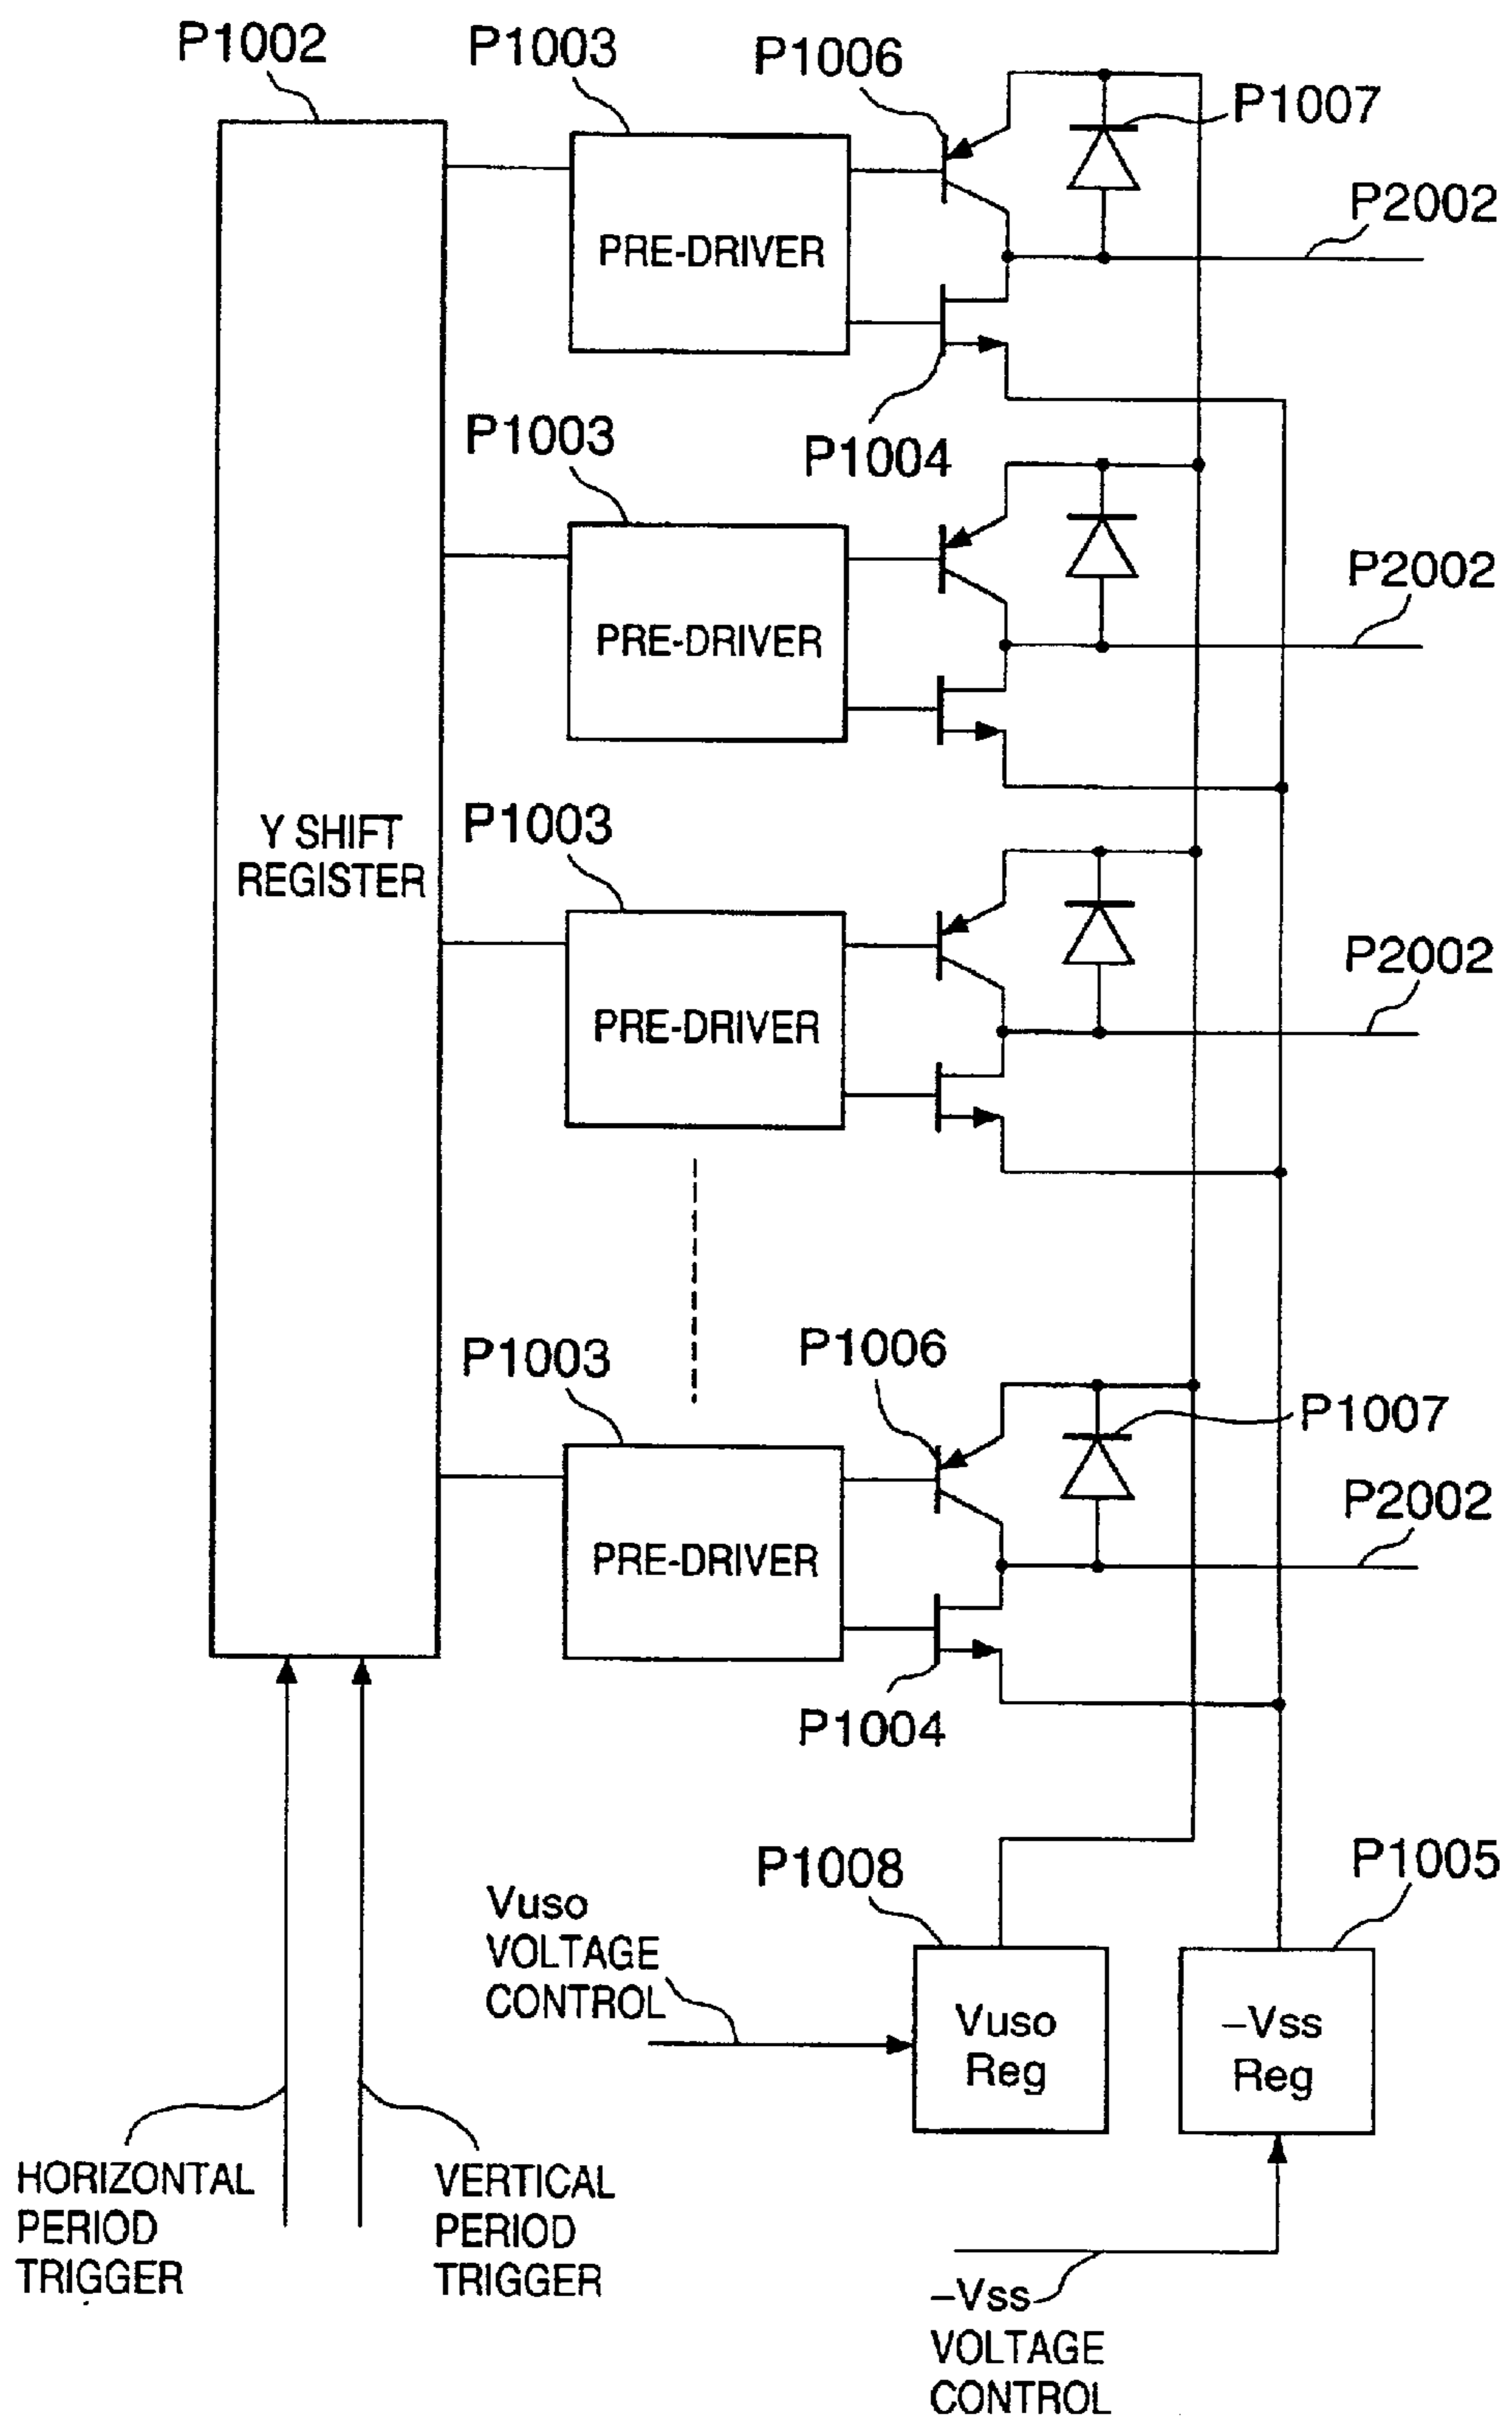 P1002
P1003
P1006
P1007
P2002
PRE-DRIVER
P1003
P1004
P2002
PRE-DRIVER
Y SHIFT
REGISTER
P1003
P2002
PRE-DRIVER
P1003
P1006
P1007
P2002
PRE-DRIVER
P1004
P1008
P1005
Vuso
VOLTAGE
CONTROL
Vuso
Reg
–Vss
Reg
HORIZONTAL
PERIOD
TRIGGER
VERTICAL
PERIOD
TRIGGER
–Vss
VOLTAGE
CONTROL